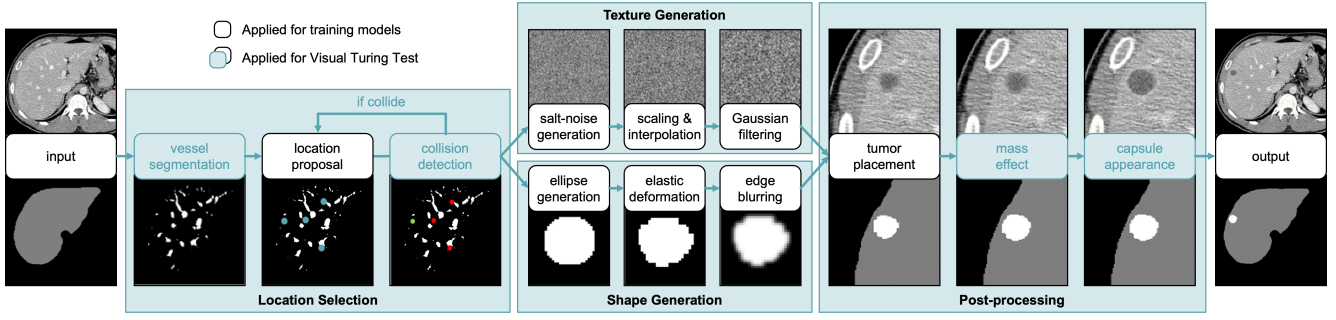 Applied for training models
Applied for Visual Turing Test
Texture Generation
if collide
input
vessel
segmentation
location
proposal
collision
detection
salt-noise
generation
scaling &
interpolation
Gaussian
filtering
ellipse
generation
elastic
deformation
edge
blurring
tumor
placement
mass
effect
capsule
appearance
output
Location Selection
Shape Generation
Post-processing